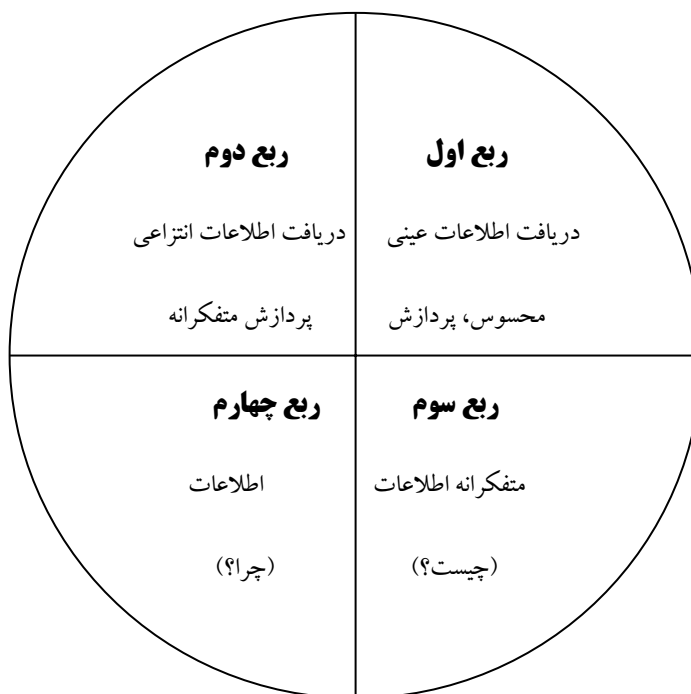 ربع اول
دریافت اطلاعات عینی
محسوس، پردازش
ربع دوم
دریافت اطلاعات انتزاعی
پردازش متفکرانه
ربع سوم
متفکرانه اطلاعات
(چیست؟)
ربع چهارم
اطلاعات
(چرا؟)